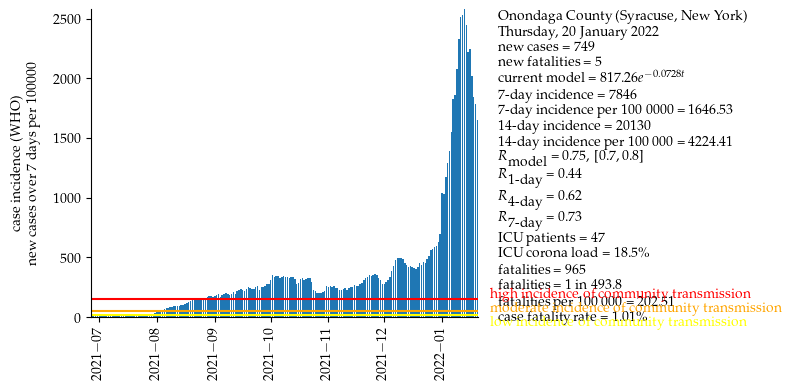 2500
2000
1500
1000
500
0
case incidence (WHO)
new cases over 7 days per 100000
2021−07
2021−08
2021−09
2021−10
2021−11
2021−12
2022−01
Onondaga County (Syracuse, New York)
Thursday, 20 January 2022
new cases = 749
new fatalities = 5
current model = 817.26e^{−0.0728t}
7-day incidence = 7846
7-day incidence per 100 0000 = 1646.53
14-day incidence = 20130
14-day incidence per 100 000 = 4224.41
R_model = 0.75, [0.7, 0.8]
R_1-day = 0.44
R_4-day = 0.62
R_7-day = 0.73
ICU patients = 47
ICU corona load = 18.5%
fatalities = 965
fatalities = 1 in 493.8
high incidence of community transmission
fatalities per 100 000 = 202.51
moderate incidence of community transmission
case fatality rate = 1.01%
low incidence of community transmission